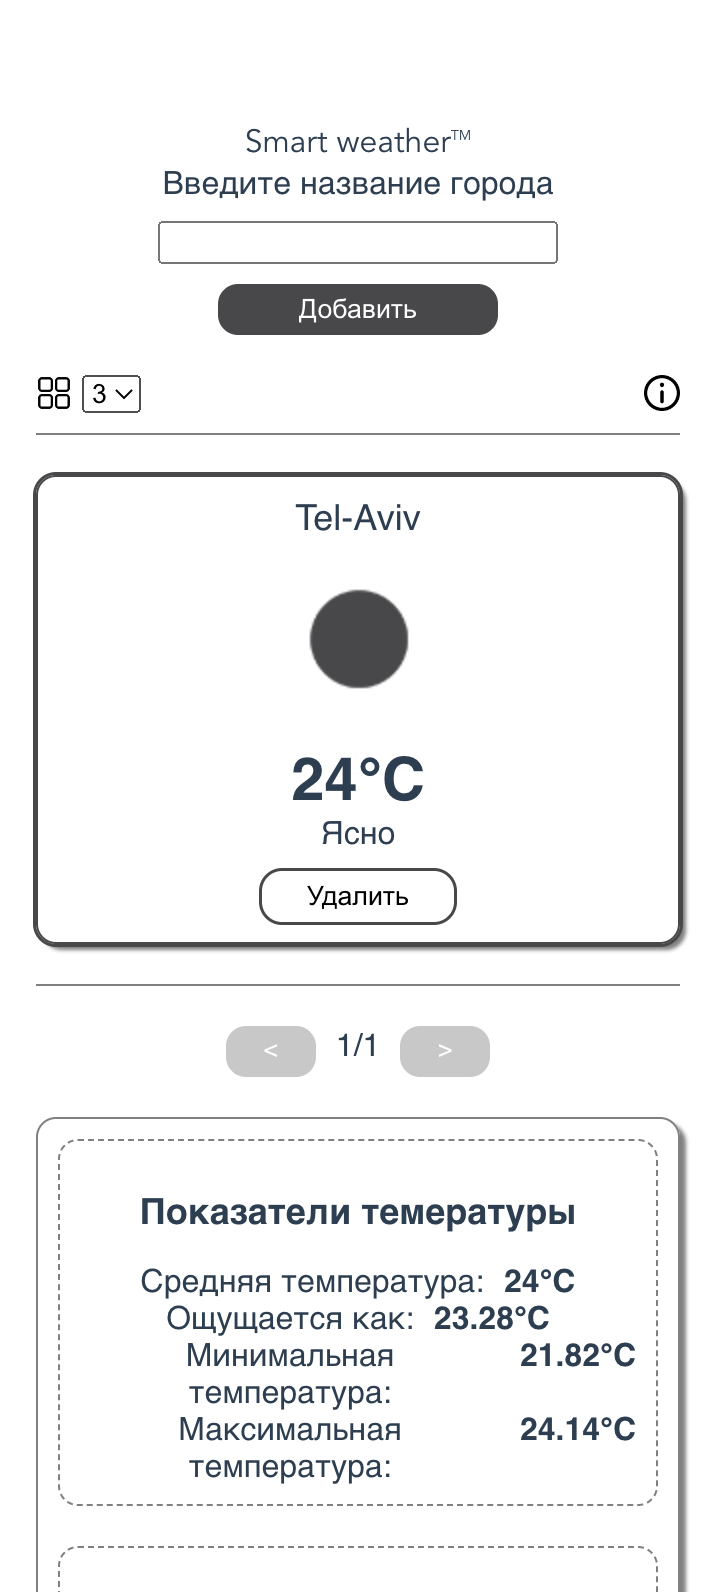 Smart weather™
Введите название города
Добавить
3
Tel-Aviv
24°C
Ясно
Удалить
< 1/1 >
Показатели темературы
Средняя температура: 24°C
Ощущается как: 23.28°C
Минимальная 21.82°C
температура:
Максимальная 24.14°C
температура: